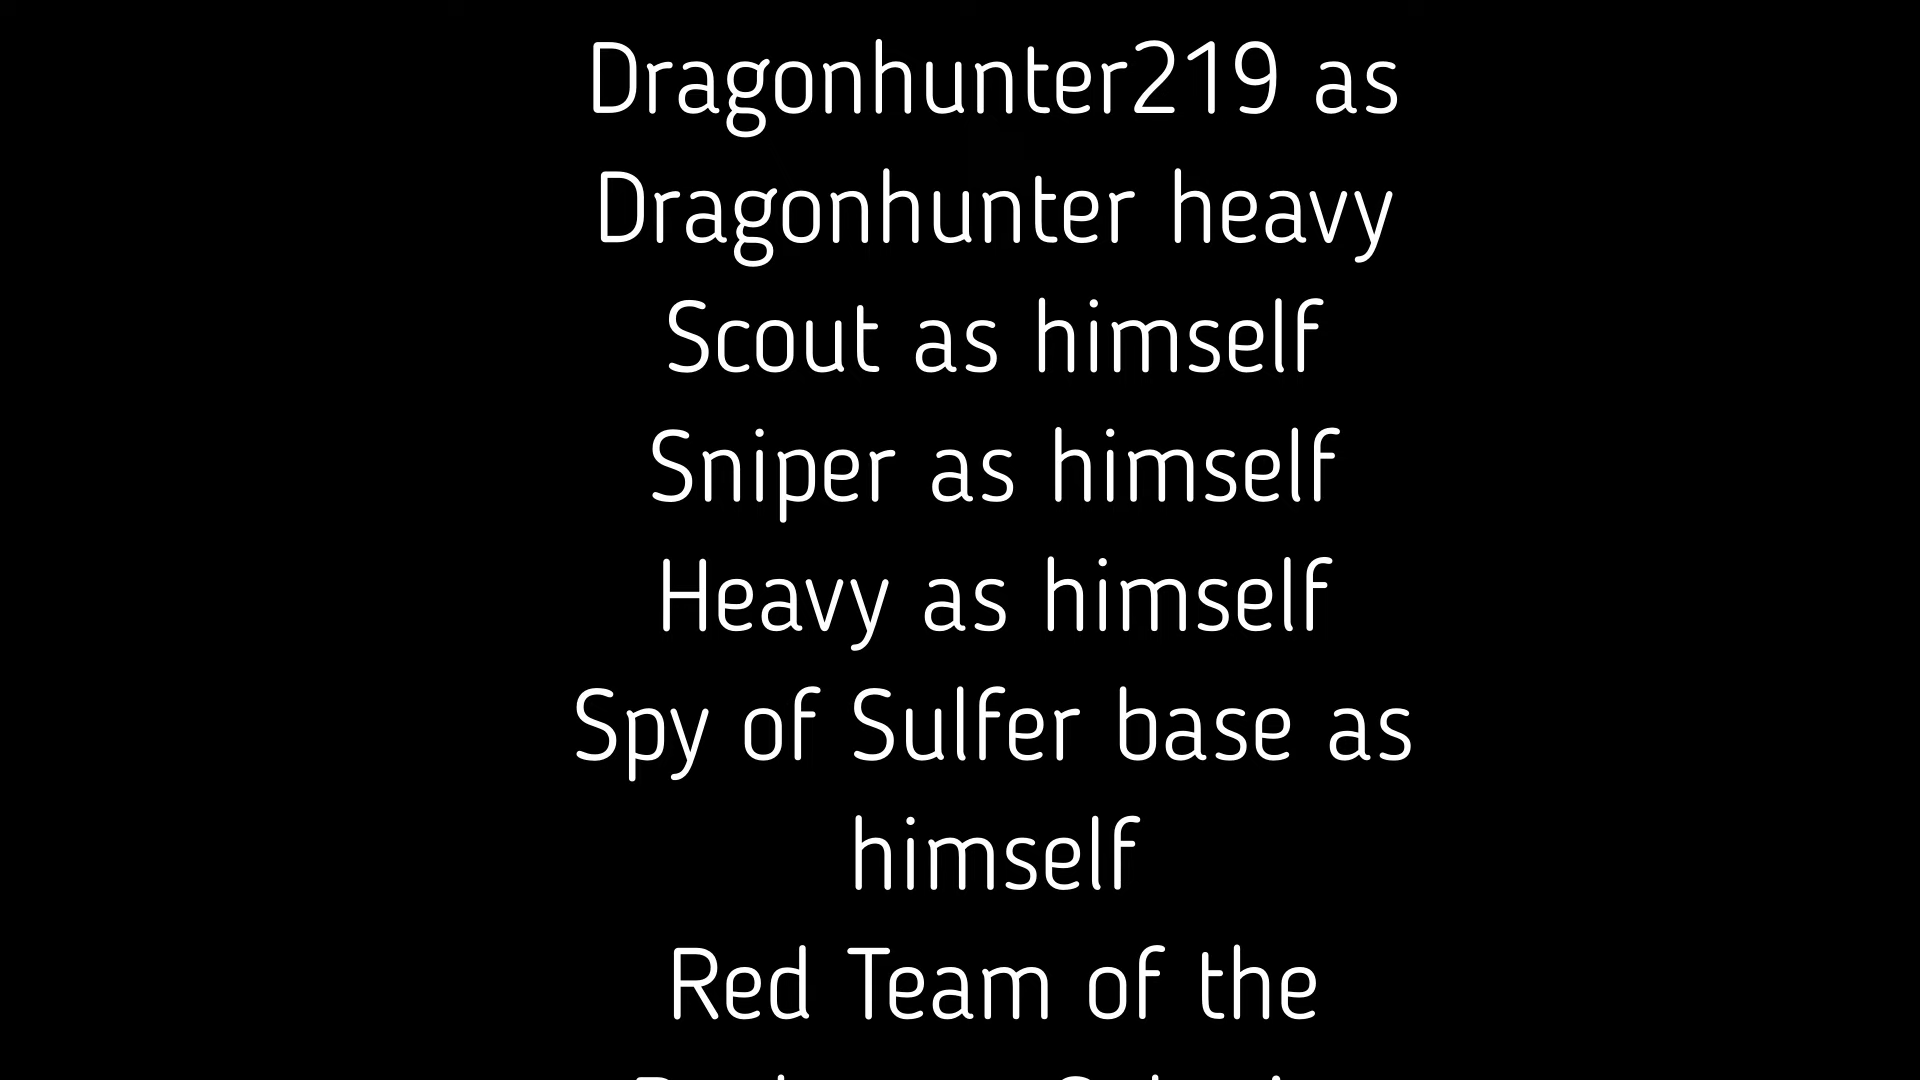 Dragonhunter219 as
Dragonhunter heavy
Scout as himself
Sniper as himself
Heavy as himself
Spy of Sulfer base as
himself
Red Team of the